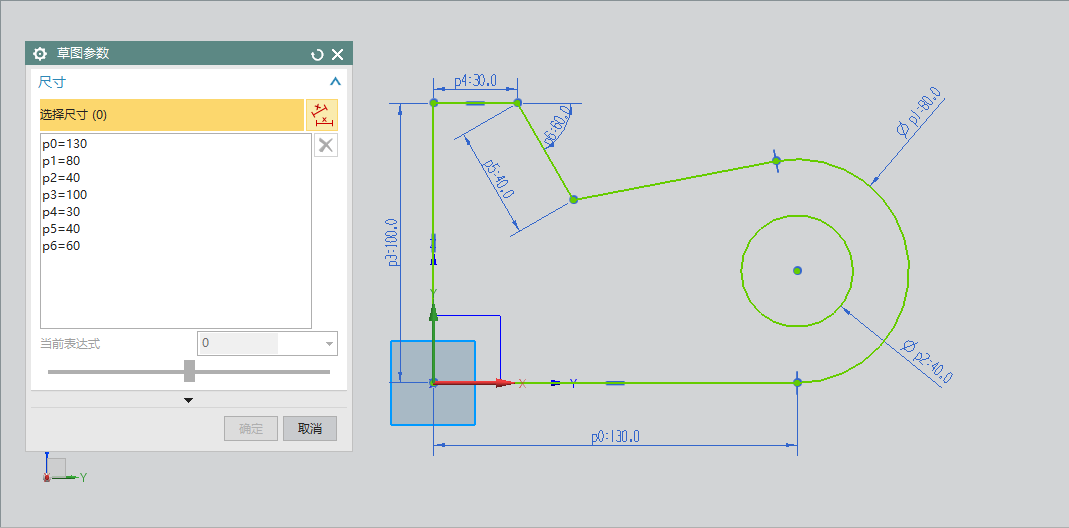 草图参数
尺寸
选择尺寸 (0)
p0=130
p1=80
p2=40
p3=100
p4=30
p5=40
p6=60
当前表达式
0
确定
取消
p4:30.0
p6:60.0
Ø p1:80.0
p5:40.0
p3:100.0
Z
Y
X
Y
Ø p2:40.0
p0:130.0
Y